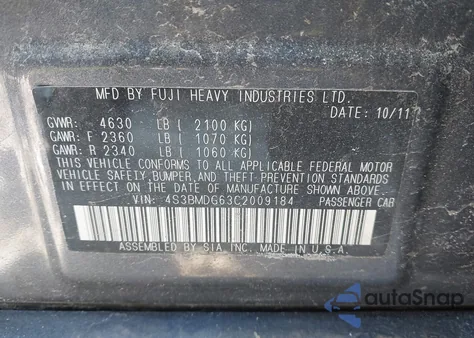 MFD BY FUJI HEAVY INDUSTRIES LTD.
DATE: 10/11
GVWR: 4630 LB ( 2100 KG)
GAWR: F 2360 LB ( 1070 KG)
GAWR: R 2340 LB ( 1060 KG)
THIS VEHICLE CONFORMS TO ALL APPLICABLE FEDERAL MOTOR
VEHICLE SAFETY, BUMPER, AND THEFT PREVENTION STANDARDS
IN EFFECT ON THE DATE OF MANUFACTURE SHOWN ABOVE.
VIN: 4S3BMDG63C2009184 PASSENGER CAR
ASSEMBLED BY SIA INC. MADE IN U.S.A.
autoSnap